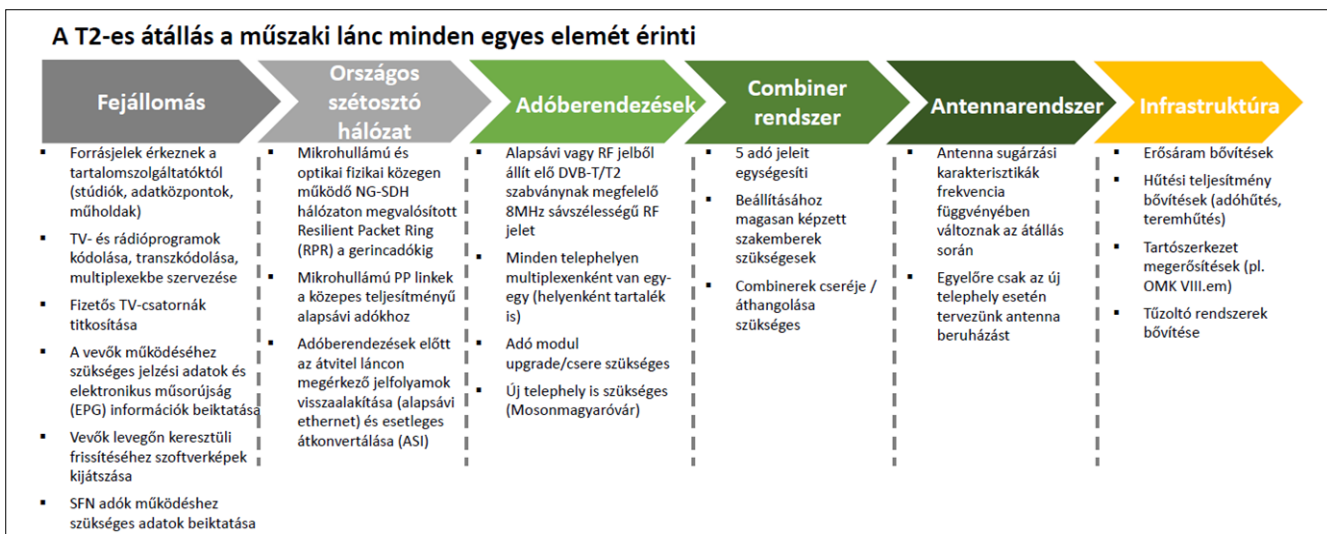 A T2-es átállás a műszaki lánc minden egyes elemét érinti
Fejállomás
▪ Forrásjelek érkeznek a
tartalomszolgáltatóktól
(stúdiók, adatközpontok,
műholdak)
▪ TV- és rádióprogramok
kódolása, transzkódolása,
multiplexekbe szervezése
▪ Fizetős TV-csatornák
titkosítása
▪ A vevők működéséhez
szükséges jelzési adatok és
elektronikus műsorújság
(EPG) információk beiktatása
▪ Vevők levegőn keresztüli
frissítéséhez szoftverképek
kijátszása
▪ SFN adók működéshez
szükséges adatok beiktatása
Országos
szétosztó
hálózat
▪ Mikrohullámú és
optikai fizikai közegen
működő NG-SDH
hálózaton megvalósított
Resilient Packet Ring
(RPR) a gerincadókig
▪ Mikrohullámú PP linkek
a közepes teljesítményű
alapsávi adókhoz
▪ Adóberendezések előtt
az átvitel láncon
megérkező jelfolyamok
visszaalakítása (alapsávi
ethernet) és esetleges
átkonvertálása (ASI)
Adóberendezések
▪ Alapsávi vagy RF jelből
állít elő DVB-T/T2
szabványnak megfelelő
8MHz sávszélességű RF
jelet
▪ Minden telephelyen
multiplexenként van egy-
egy (helyenként tartalék
is)
▪ Adó modul
upgrade/csere szükséges
▪ Új telephely is szükséges
(Mosonmagyaróvár)
Combiner
rendszer
▪ 5 adó jeleit
egységesíti
▪ Beállításához
magasan képzett
szakemberek
szükségesek
▪ Combinerek cseréje /
áthangolása
szükséges
Antennarendszer
▪ Antenna sugárzási
karakterisztikák
frekvencia
függvényében
változnak az átállás
során
▪ Egyelőre csak az új
telephely esetén
tervezünk antenna
beruházást
Infrastruktúra
▪ Erősáram bővítések
▪ Hűtési teljesítmény
bővítések (adóhűtés,
teremhűtés)
▪ Tartószerkezet
megerősítések (pl.
OMK VIII.em)
▪ Tűzoltó rendszerek
bővítése